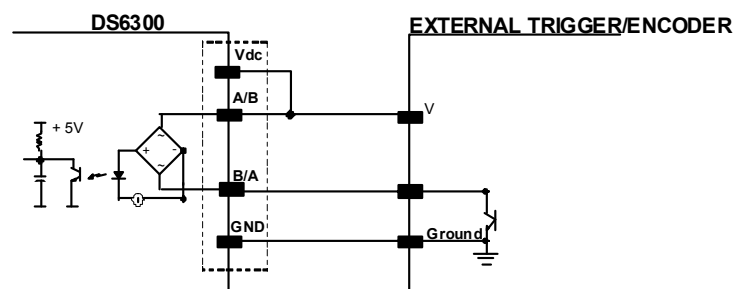 DS6300
EXTERNAL TRIGGER/ENCODER
Vdc
A/B
V
+ 5V
+ ~ -
~
B/A
GND
Ground